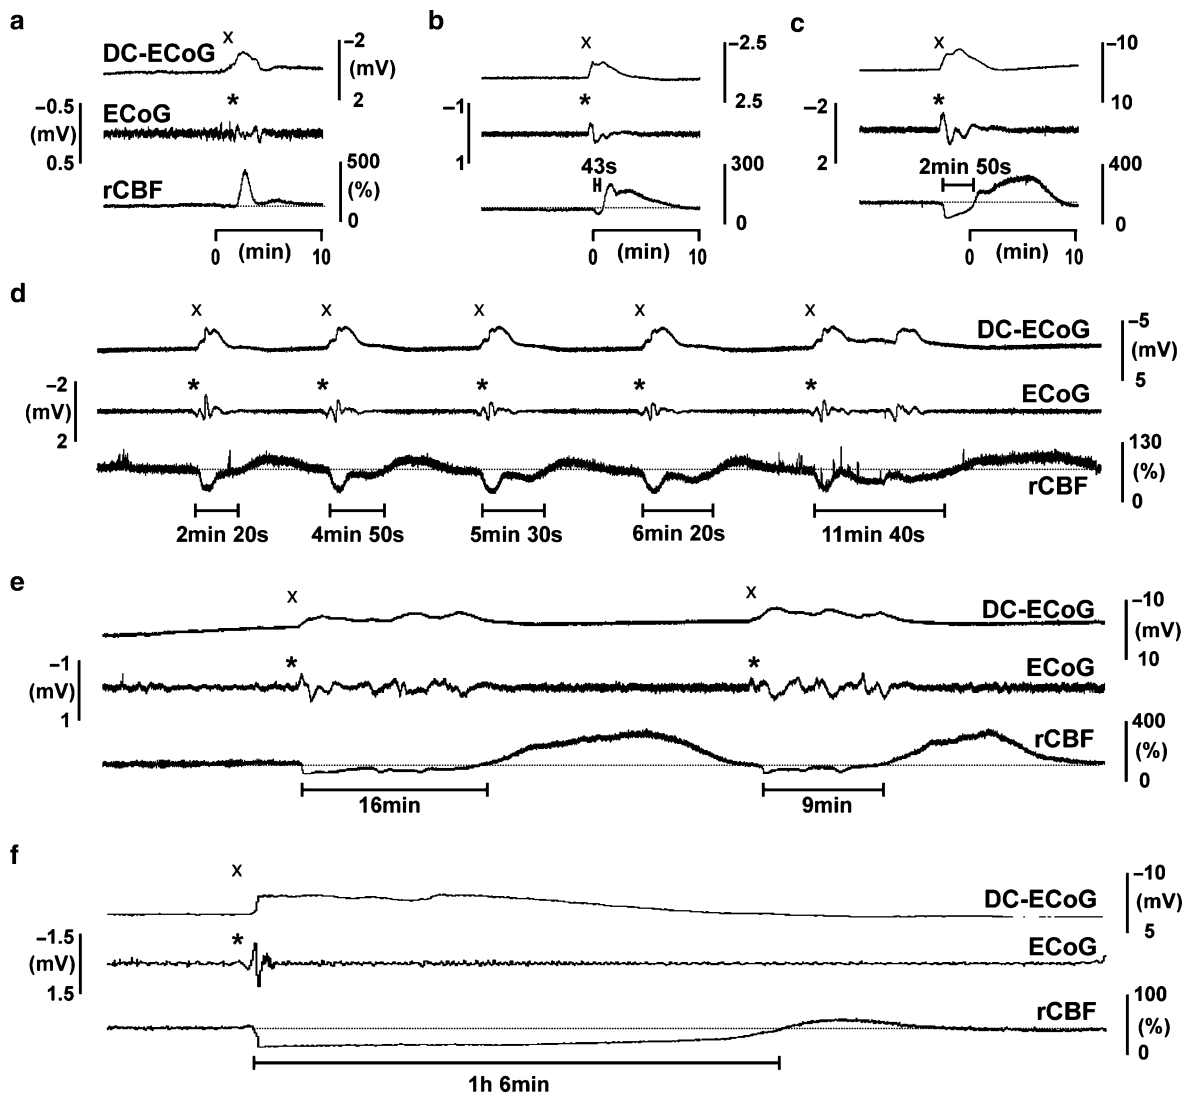 a
x
DC-ECoG
−2
(mV)
2
*
−0.5
ECoG
(mV)
0.5
500
rCBF
(%)
0
0 (min) 10
b
x
−2.5
2.5
*
−1
1
43s
300
0
0 (min) 10
c
x
−10
10
*
−2
2
2min 50s
400
0
0 (min) 10
d
x x x x x
−5
DC-ECoG
(mV)
5
* * * * *
−2
ECoG
(mV)
2
130
(%)
rCBF
0
2min 20s 4min 50s 5min 30s 6min 20s 11min 40s
e
x x
−10
DC-ECoG
(mV)
10
* *
−1
ECoG
(mV)
1
400
rCBF
(%)
0
16min 9min
f
x
−10
DC-ECoG
(mV)
5
*
−1.5
ECoG
(mV)
1.5
100
rCBF
(%)
0
1h 6min